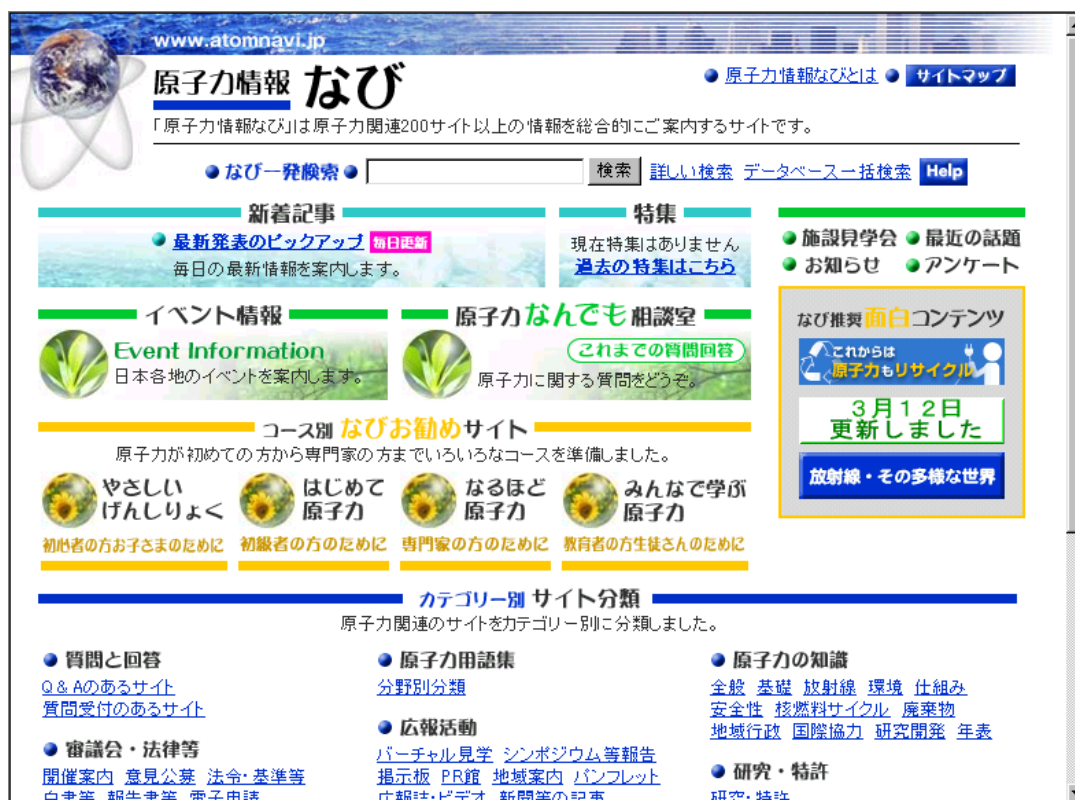 www.atomnavi.jp
原子力情報 なび
原子力情報なびとは サイトマップ
「原子力情報なび」は原子力関連200サイト以上の情報を総合的にご案内するサイトです。
なび一発検索 検索 詳しい検索 データベース一括検索 Help
新着記事
最新発表のピックアップ 毎日更新
毎日の最新情報を案内します。
特集
現在特集はありません
過去の特集はこちら
施設見学会 最近の話題
お知らせ アンケート
イベント情報
Event Information
日本各地のイベントを案内します。
原子力なんでも相談室
これまでの質問回答
原子力に関する質問をどうぞ。
なび推奨面白コンテンツ
これからは
原子力もリサイクル
3月12日
更新しました
放射線・その多様な世界
コース別 なびお勧めサイト
原子力が初めての方から専門家の方までいろいろなコースを準備しました。
やさしい
げんしりょく
初心者の方お子さまのために
はじめて
原子力
初級者の方のために
なるほど
原子力
専門家の方のために
みんなで学ぶ
原子力
教育者の方生徒さんのために
カテゴリー別 サイト分類
原子力関連のサイトをカテゴリー別に分類しました。
質問と回答
Q&Aのあるサイト
質問受付のあるサイト
審議会・法律等
開催案内 意見公募 法令・基準等
白書等 報告書等 電子申請
原子力用語集
分野別分類
広報活動
バーチャル見学 シンポジウム等報告
掲示板 PR館 地域案内 パンフレット
広報誌・ビデオ 新聞等の記事
原子力の知識
全般 基礎 放射線 環境 仕組み
安全性 核燃料サイクル 廃棄物
地域行政 国際協力 研究開発 年表
研究・特許
研究・特許